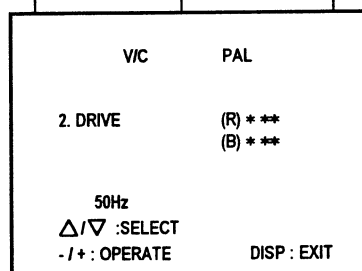 V/C PAL
2. DRIVE (R) * **
(B) * **
50Hz
△/▽ :SELECT
- / + : OPERATE DISP : EXIT